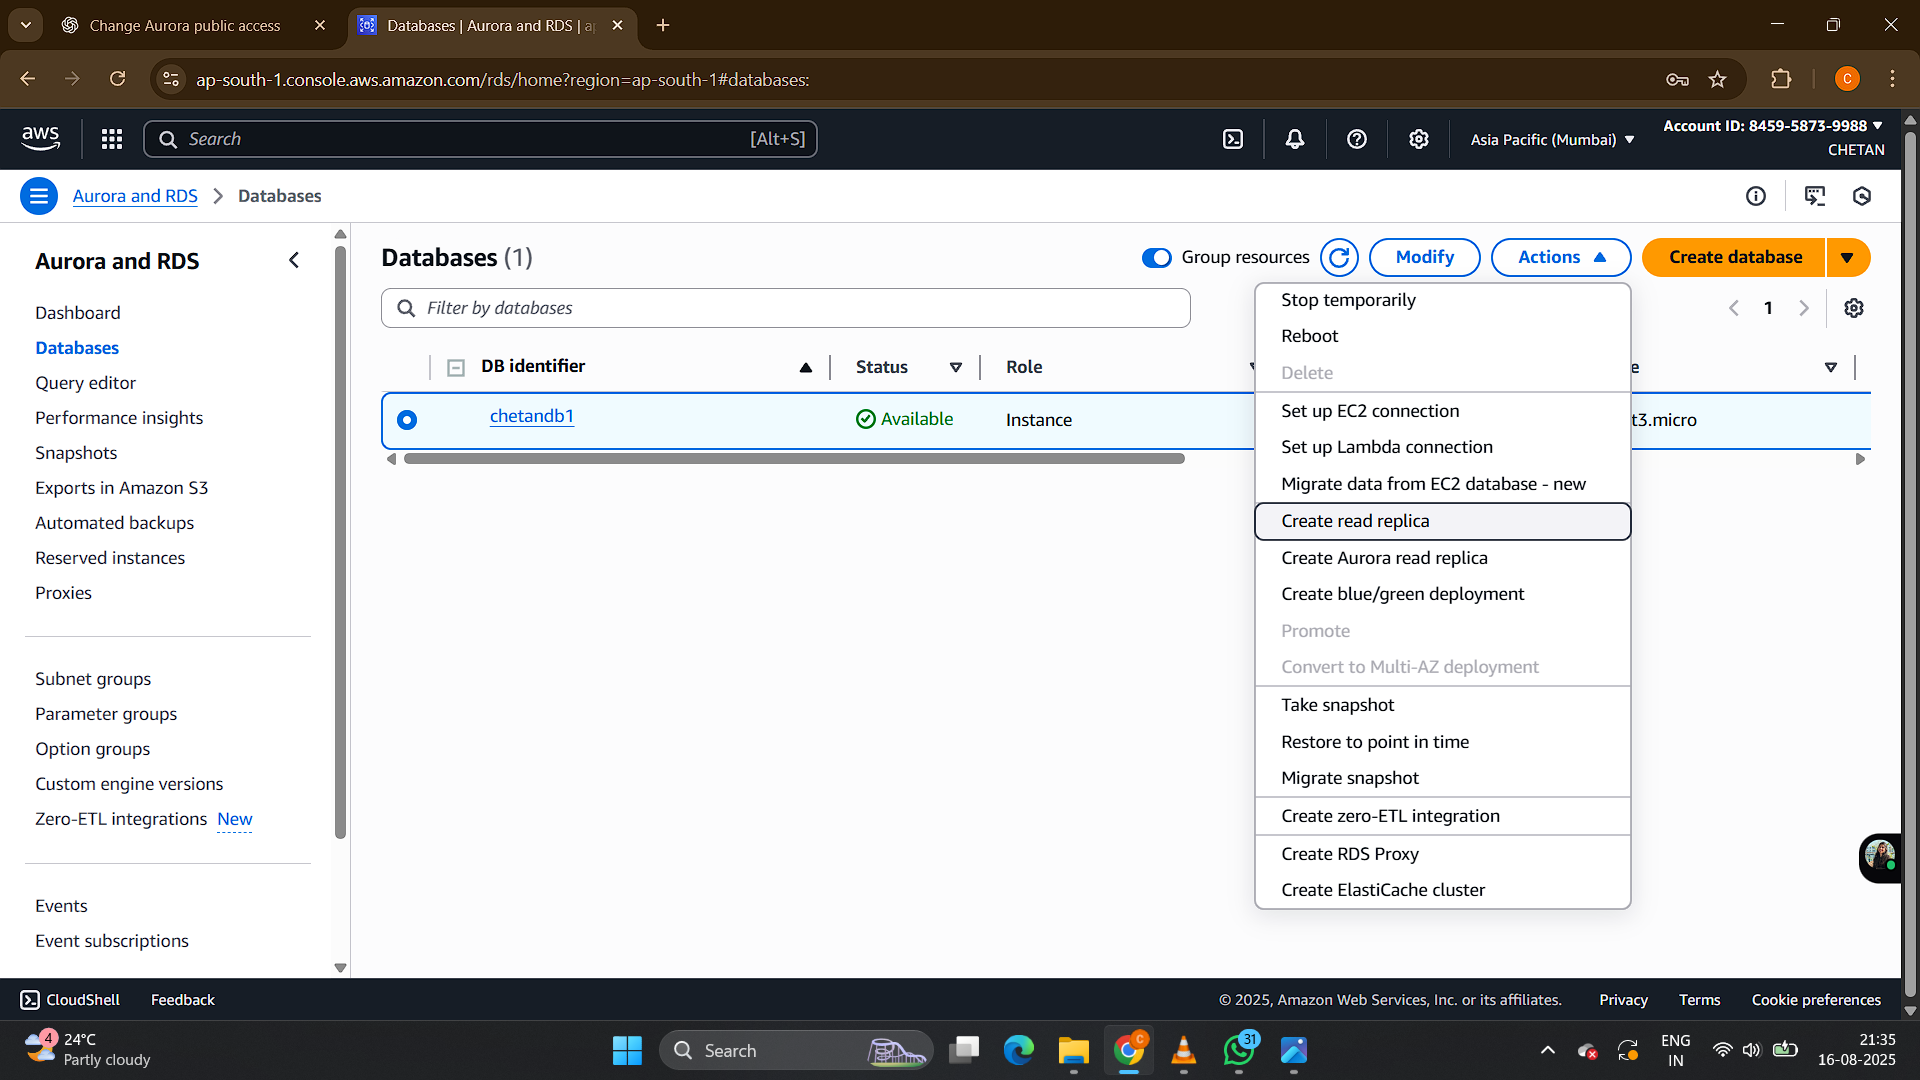 Change Aurora public access
Databases | Aurora and RDS | ap
ap-south-1.console.aws.amazon.com/rds/home?region=ap-south-1#databases:
C
aws
Search
[Alt+S]
Asia Pacific (Mumbai)
Account ID: 8459-5873-9988
CHETAN
Aurora and RDS
Databases
Aurora and RDS
Dashboard
Databases
Query editor
Performance insights
Snapshots
Exports in Amazon S3
Automated backups
Reserved instances
Proxies
Subnet groups
Parameter groups
Option groups
Custom engine versions
Zero-ETL integrations New
Events
Event subscriptions
Databases (1)
Group resources
Modify
Actions
Create database
Filter by databases
1
DB identifier
Status
Role
e
chetandb1
Available
Instance
t3.micro
Stop temporarily
Reboot
Delete
Set up EC2 connection
Set up Lambda connection
Migrate data from EC2 database - new
Create read replica
Create Aurora read replica
Create blue/green deployment
Promote
Convert to Multi-AZ deployment
Take snapshot
Restore to point in time
Migrate snapshot
Create zero-ETL integration
Create RDS Proxy
Create ElastiCache cluster
CloudShell
Feedback
© 2025, Amazon Web Services, Inc. or its affiliates.
Privacy
Terms
Cookie preferences
4
24°C
Partly cloudy
Search
C
31
ENG
IN
21:35
16-08-2025